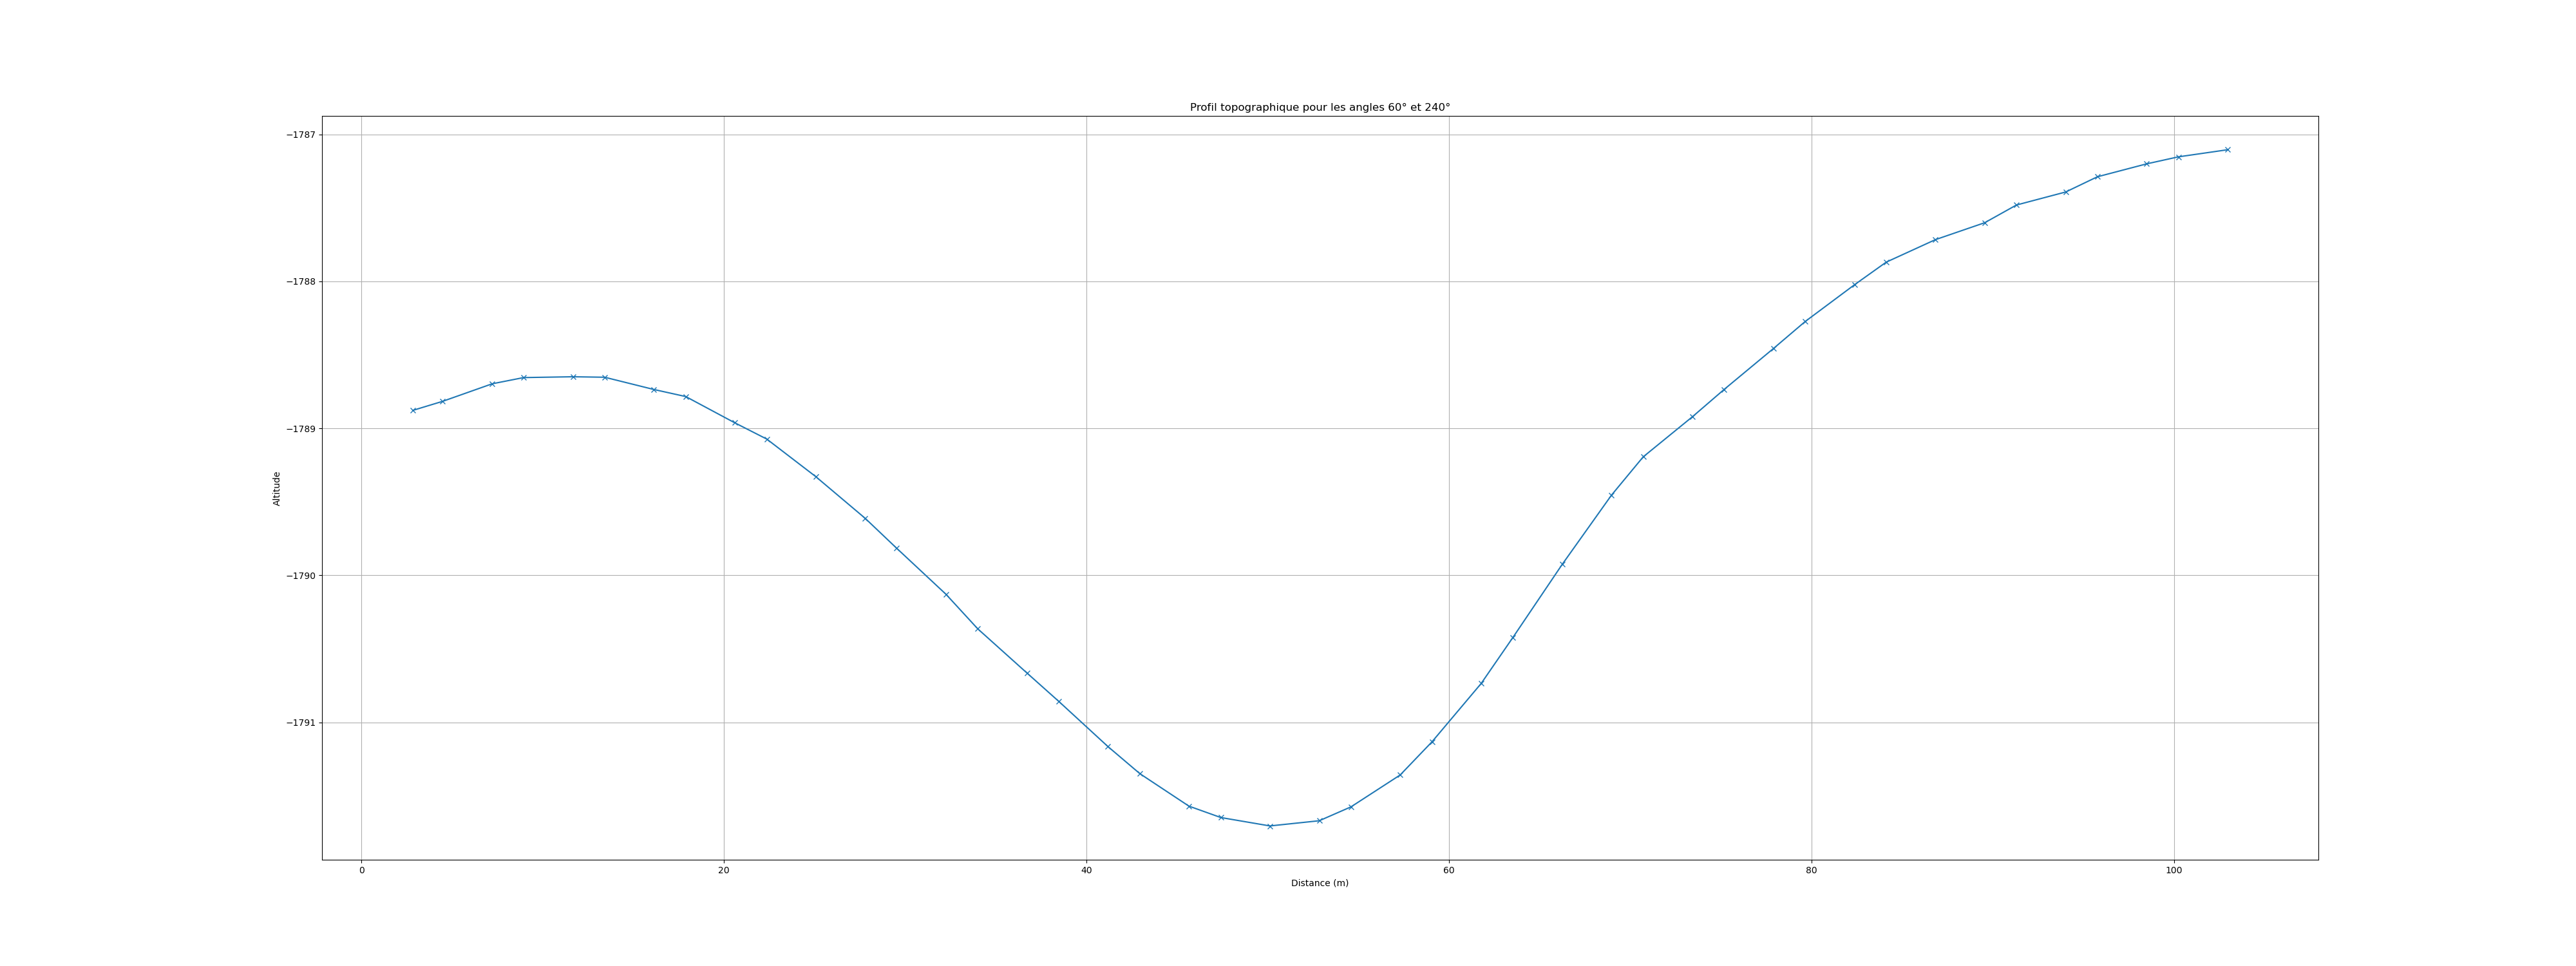 Profil topographique pour les angles 60° et 240°
Altitude
−1787
−1788
−1789
−1790
−1791
0 20 40 60 80 100
Distance (m)